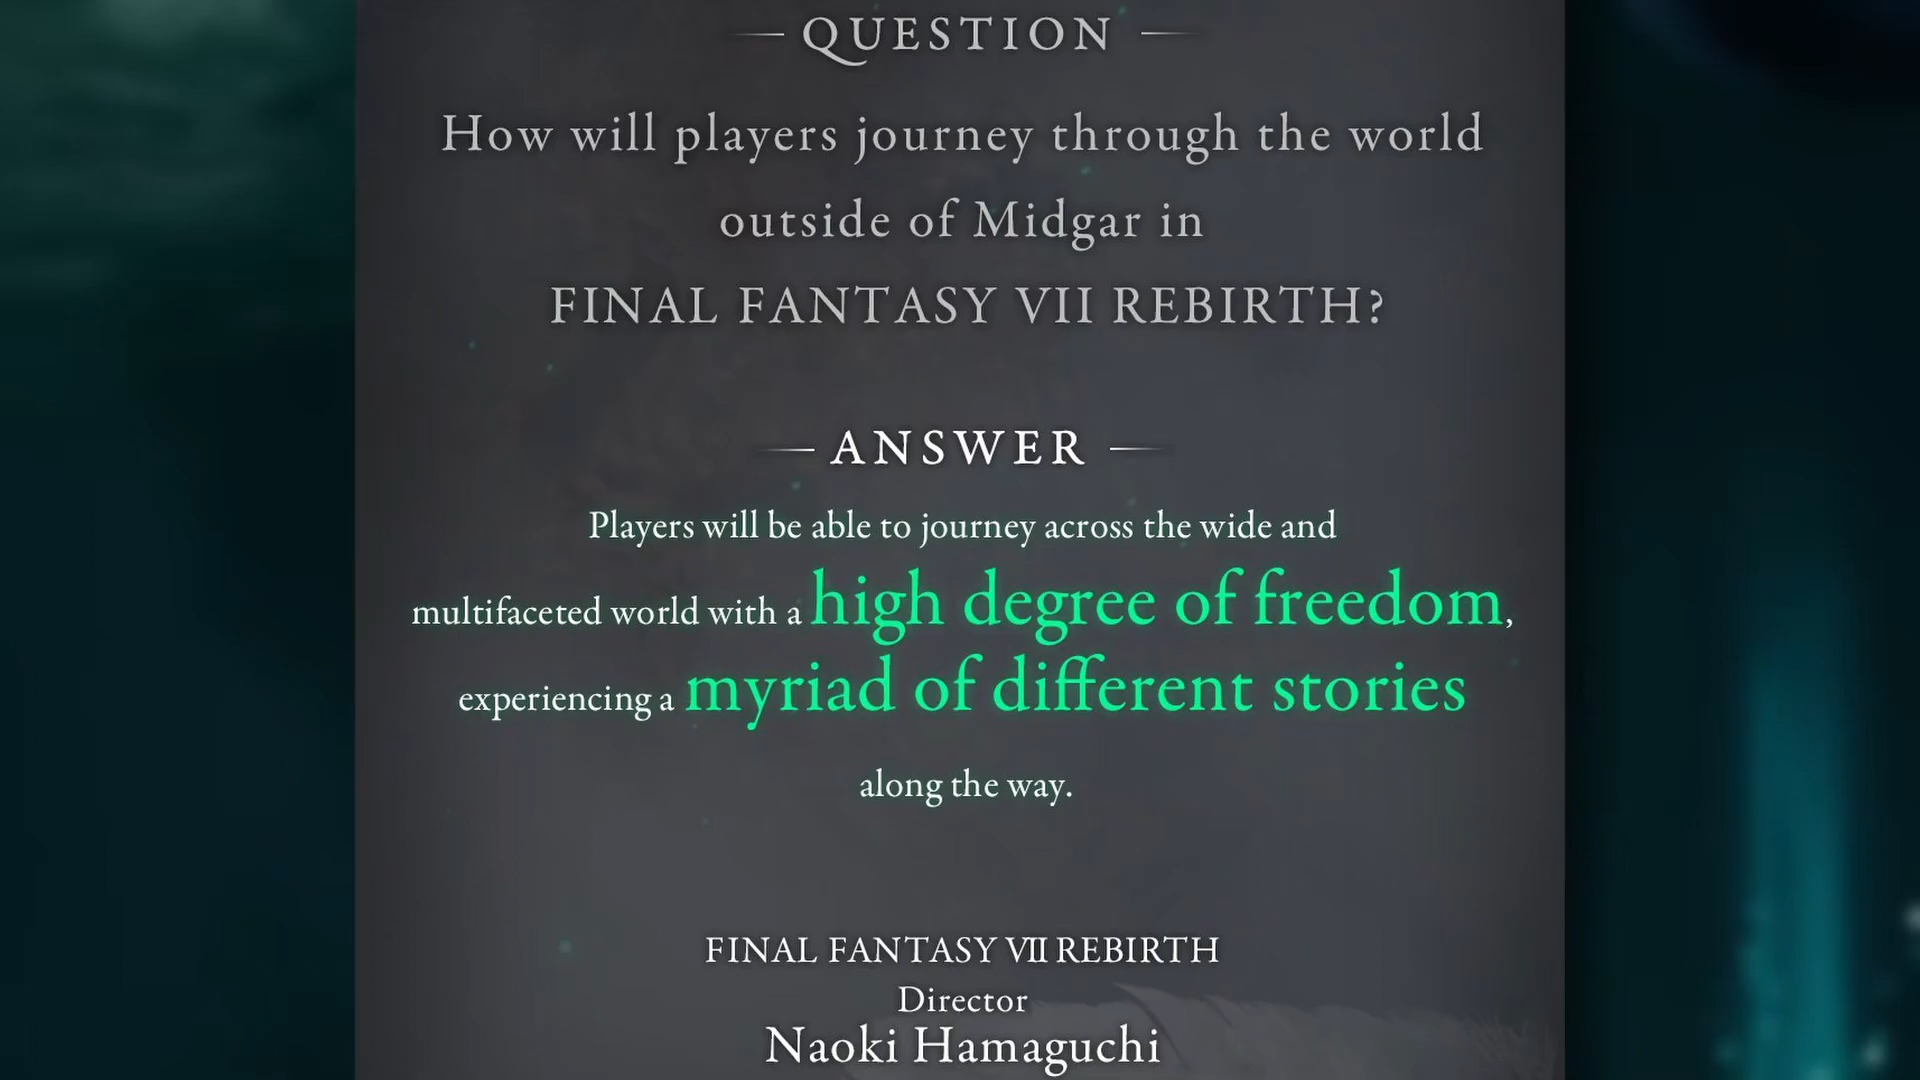 QUESTION
How will players journey through the world
outside of Midgar in
FINAL FANTASY VII REBIRTH?
ANSWER
Players will be able to journey across the wide and
multifaceted world with a high degree of freedom,
experiencing a myriad of different stories
along the way.
FINAL FANTASY VII REBIRTH
Director
Naoki Hamaguchi